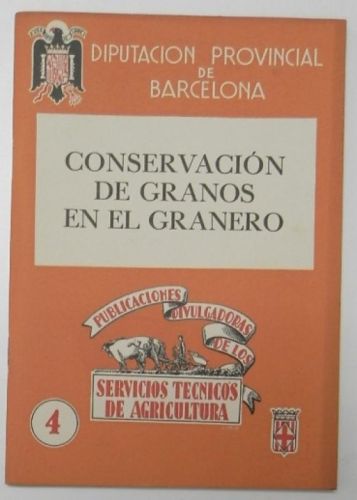 DIPUTACION PROVINCIAL
DE
BARCELONA
CONSERVACIÓN
DE GRANOS
EN EL GRANERO
PUBLICACIONES DIVULGADORAS DE LOS
SERVICIOS TECNICOS
DE AGRICULTURA
4